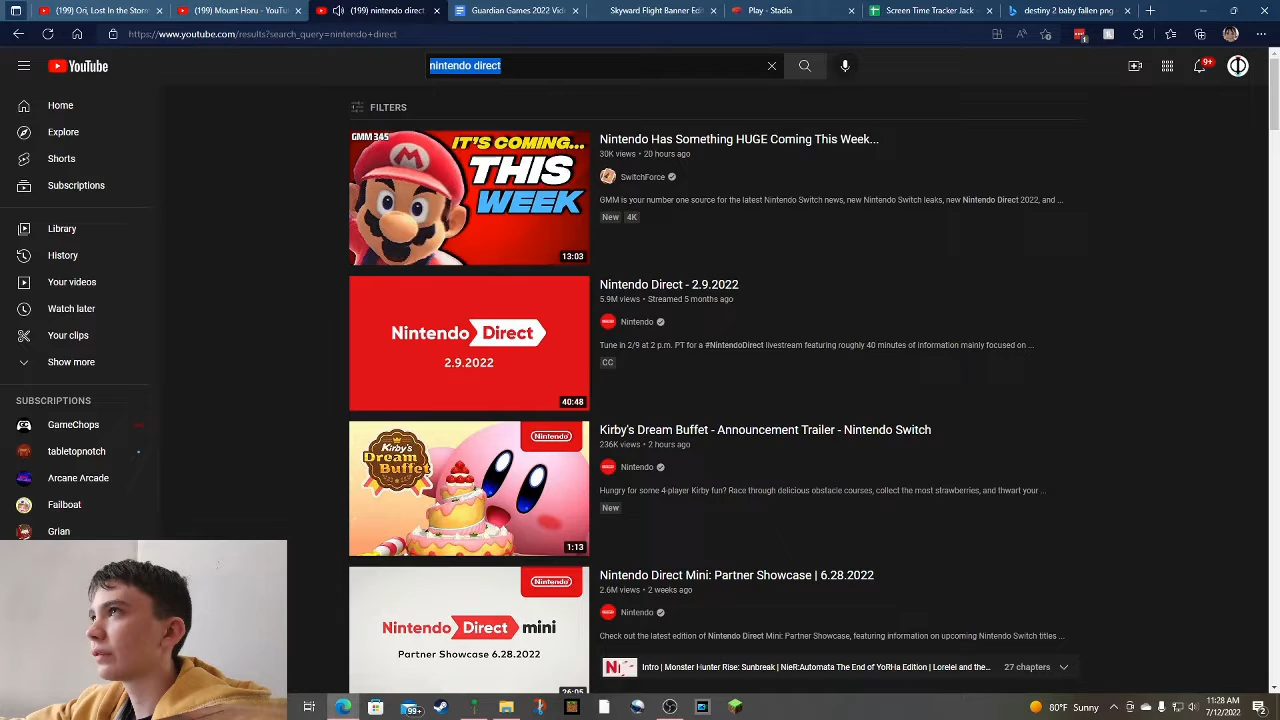 (99) Ori, Lost In the Storm
(99) Mount Horu - YouTube
(199) nintendo direct
Guardian Games 2022 Vide
Skyward Flight Banner Edit
Play - Stadia
Screen Time Tracker Jack
destiny 2 baby fallen png
https://www.youtube.com/results?search_query=nintendo+direct
YouTube
nintendo direct
9+
Home
Explore
Shorts
Subscriptions
Library
History
Your videos
Watch later
Your clips
Show more
SUBSCRIPTIONS
GameChops
tabletopnotch
Arcane Arcade
Failboat
Grian
FILTERS
GMM 345
IT'S COMING...
THIS
WEEK
13:03
Nintendo Has Something HUGE Coming This Week...
30K views • 20 hours ago
SwitchForce
GMM is your number one source for the latest Nintendo Switch news, new Nintendo Switch leaks, new Nintendo Direct 2022, and ...
New 4K
Nintendo Direct
2.9.2022
40:48
Nintendo Direct - 2.9.2022
5.9M views • Streamed 5 months ago
Nintendo
Tune in 2/9 at 2 p.m. PT for a #NintendoDirect livestream featuring roughly 40 minutes of information mainly focused on ...
CC
Nintendo
Kirby's
Dream
Buffet
1:13
Kirby's Dream Buffet - Announcement Trailer - Nintendo Switch
236K views • 2 hours ago
Nintendo
Hungry for some 4-player Kirby fun? Race through delicious obstacle courses, collect the most strawberries, and thwart your ...
New
Nintendo
Nintendo Direct mini
Partner Showcase 6.28.2022
26:05
Nintendo Direct Mini: Partner Showcase | 6.28.2022
2.6M views • 2 weeks ago
Nintendo
Check out the latest edition of Nintendo Direct Mini: Partner Showcase, featuring information on upcoming Nintendo Switch titles ...
Intro | Monster Hunter Rise: Sunbreak | NieR:Automata The End of YoRHa Edition | Lorelei and the...
27 chapters
99+
80°F Sunny
11:28 AM
7/12/2022